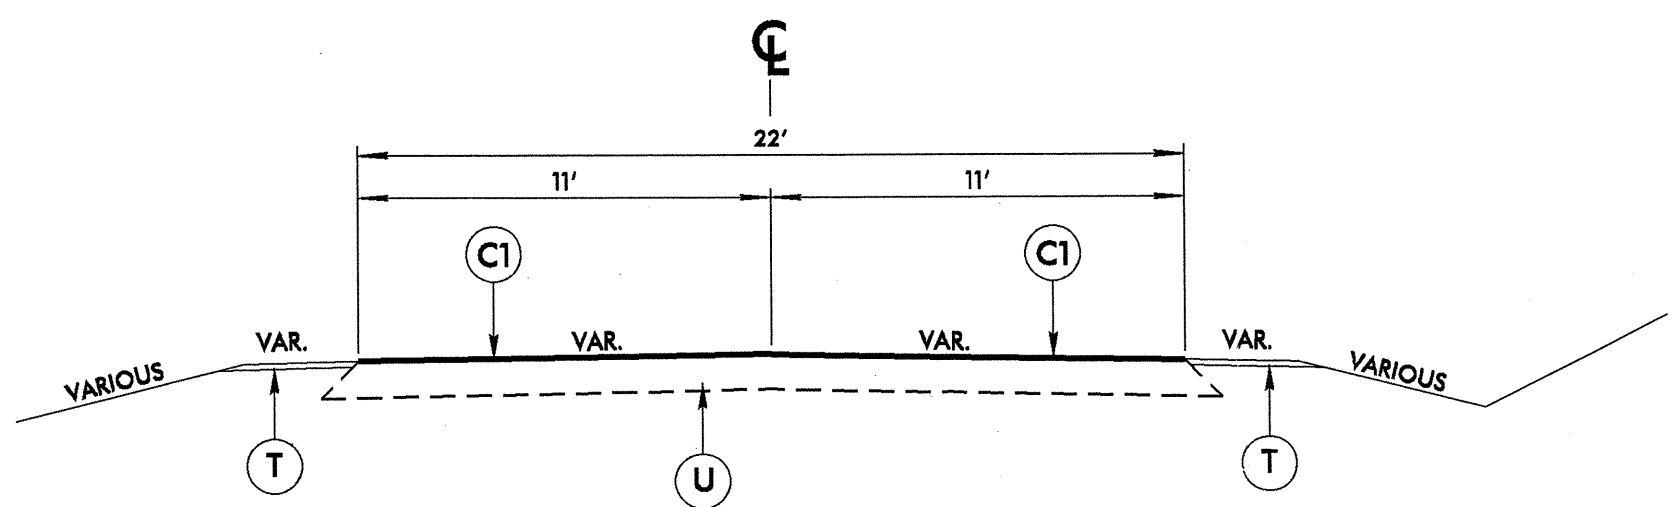 ℄
22'
11' 11'
C1 C1
VAR. VAR. VAR. VAR.
VARIOUS VARIOUS
T U T